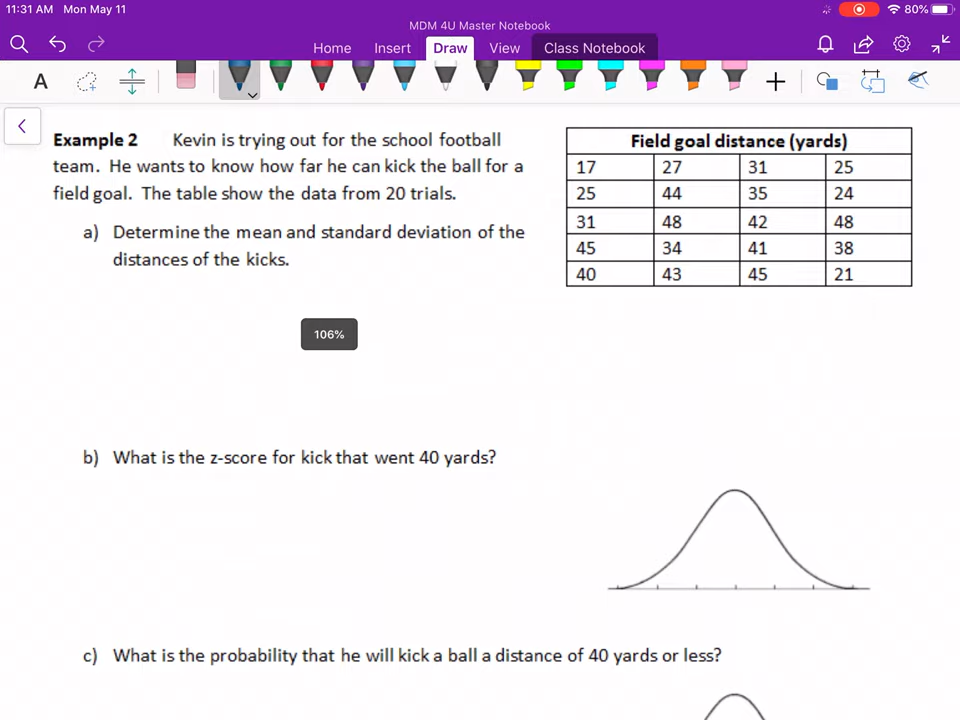 11:31 AM Mon May 11
80%
MDM 4U Master Notebook
Home Insert Draw View Class Notebook
A
Example 2 Kevin is trying out for the school football
team. He wants to know how far he can kick the ball for a
field goal. The table show the data from 20 trials.
a) Determine the mean and standard deviation of the
distances of the kicks.
Field goal distance (yards)
17 27 31 25
25 44 35 24
31 48 42 48
45 34 41 38
40 43 45 21
106%
b) What is the z-score for kick that went 40 yards?
c) What is the probability that he will kick a ball a distance of 40 yards or less?